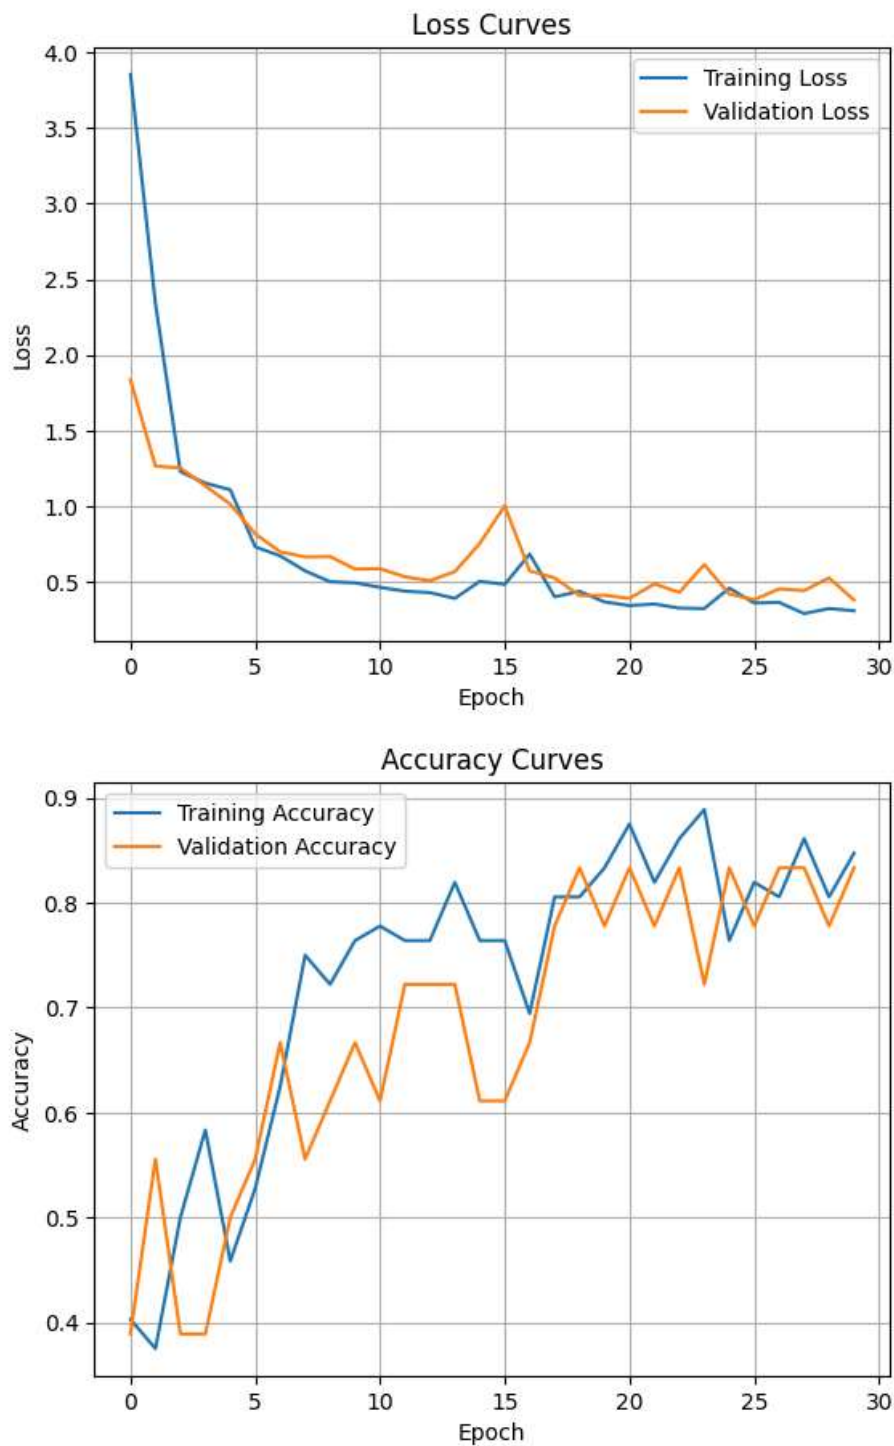 Loss Curves
4.0
3.5
3.0
2.5
2.0
1.5
1.0
0.5
Loss
Training Loss
Validation Loss
0 5 10 15 20 25 30
Epoch
Accuracy Curves
0.9
0.8
0.7
0.6
0.5
0.4
Accuracy
Training Accuracy
Validation Accuracy
0 5 10 15 20 25 30
Epoch